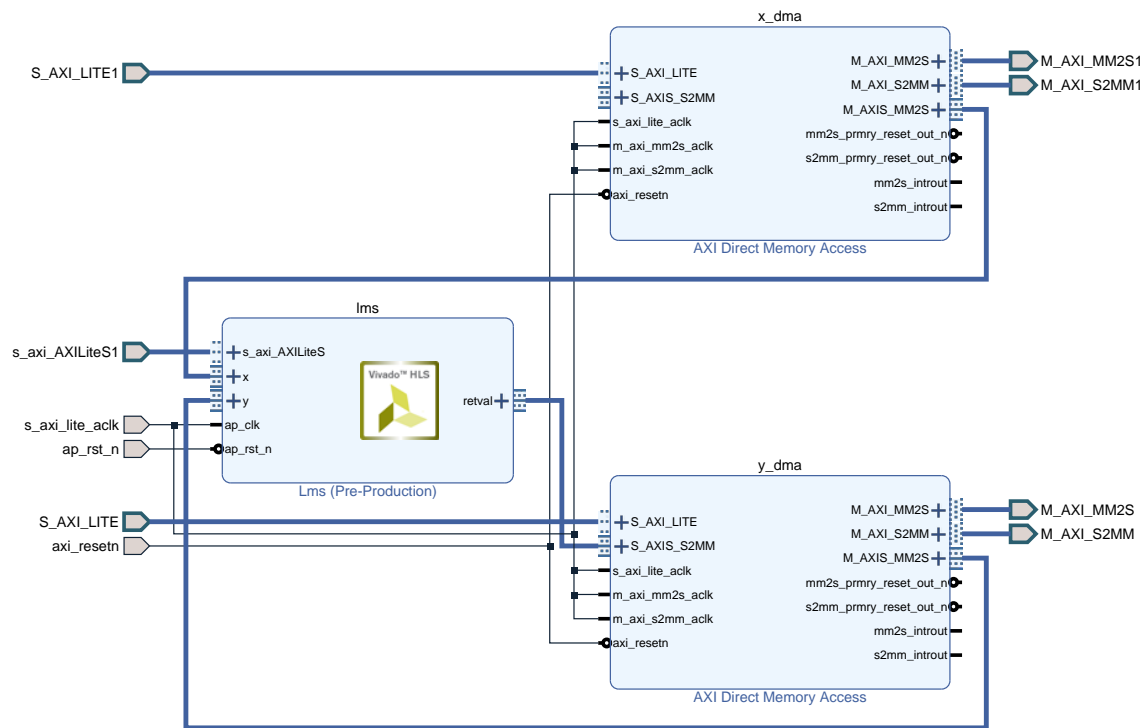 x_dma
S_AXI_LITE1
S_AXI_LITE
S_AXIS_S2MM
s_axi_lite_aclk
m_axi_mm2s_aclk
m_axi_s2mm_aclk
axi_resetn
M_AXI_MM2S
M_AXI_S2MM
M_AXIS_MM2S
mm2s_prmry_reset_out_n
s2mm_prmry_reset_out_n
mm2s_introut
s2mm_introut
M_AXI_MM2S1
M_AXI_S2MM1
AXI Direct Memory Access
lms
s_axi_AXILiteS1
s_axi_lite_aclk
ap_rst_n
s_axi_AXILiteS
x
y
ap_clk
ap_rst_n
Vivado™ HLS
retval
Lms (Pre-Production)
y_dma
S_AXI_LITE
axi_resetn
S_AXI_LITE
S_AXIS_S2MM
s_axi_lite_aclk
m_axi_mm2s_aclk
m_axi_s2mm_aclk
axi_resetn
M_AXI_MM2S
M_AXI_S2MM
M_AXIS_MM2S
mm2s_prmry_reset_out_n
s2mm_prmry_reset_out_n
mm2s_introut
s2mm_introut
M_AXI_MM2S
M_AXI_S2MM
AXI Direct Memory Access